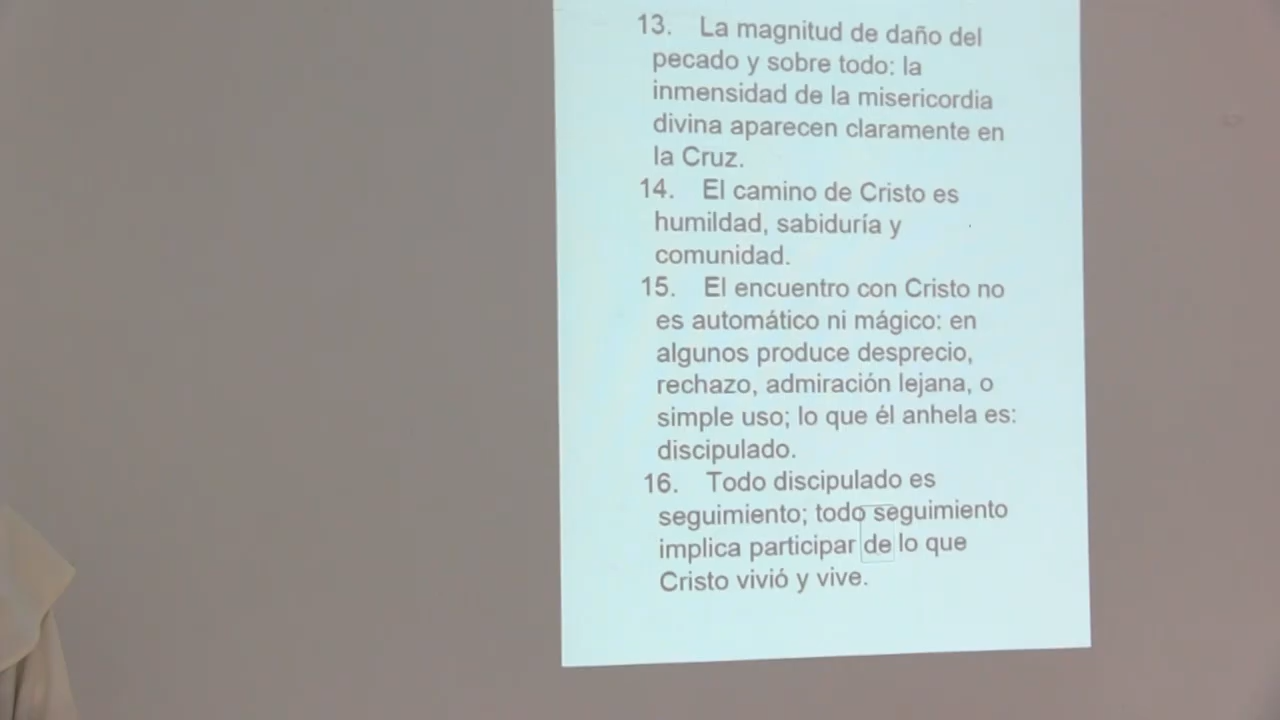 13. La magnitud de daño del
pecado y sobre todo: la
inmensidad de la misericordia
divina aparecen claramente en
la Cruz.
14. El camino de Cristo es
humildad, sabiduría y
comunidad.
15. El encuentro con Cristo no
es automático ni mágico: en
algunos produce desprecio,
rechazo, admiración lejana, o
simple uso; lo que él anhela es:
discipulado.
16. Todo discipulado es
seguimiento; todo seguimiento
implica participar de lo que
Cristo vivió y vive.